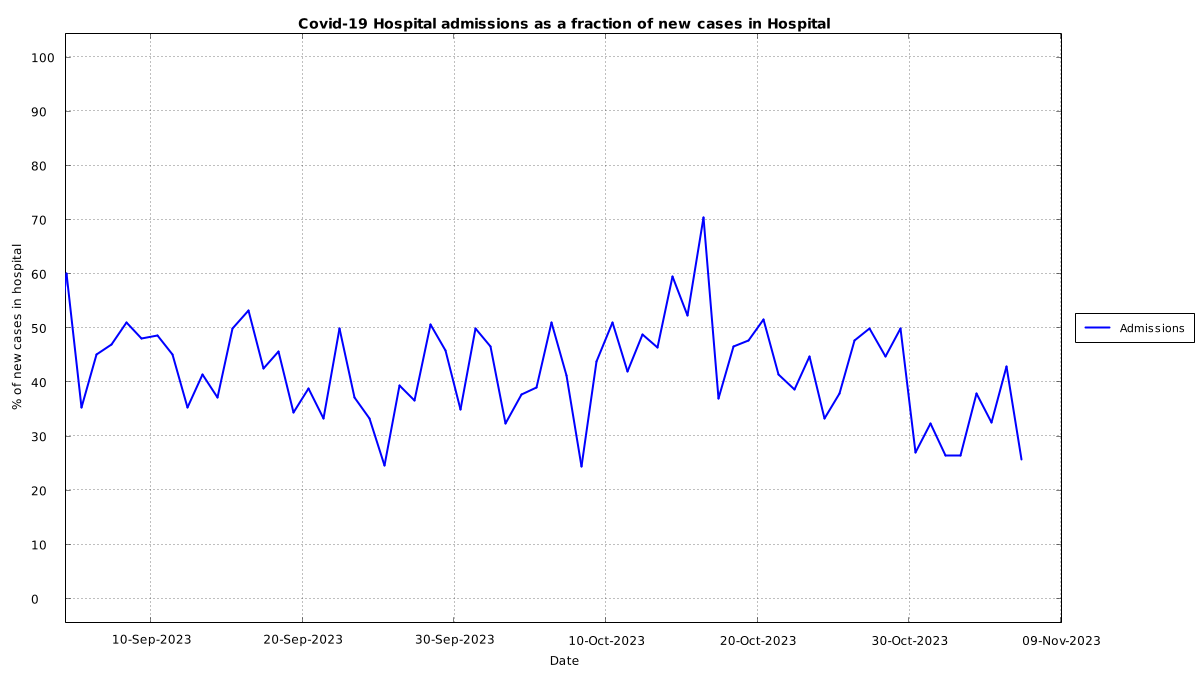 Covid-19 Hospital admissions as a fraction of new cases in Hospital
100
90
80
70
60
50
40
30
20
10
0
% of new cases in hospital
10-Sep-2023
20-Sep-2023
30-Sep-2023
10-Oct-2023
20-Oct-2023
30-Oct-2023
09-Nov-2023
Date
Admissions